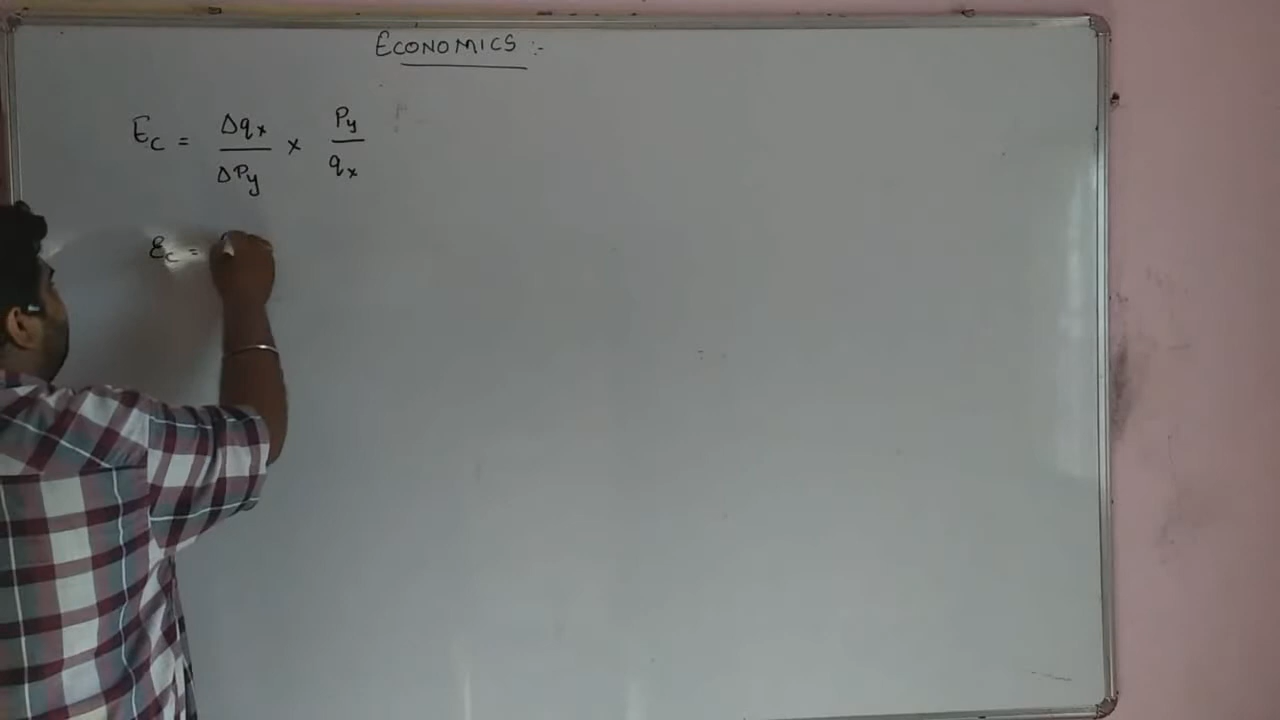 ECONOMICS :-
Ec = Δqx / ΔPy × Py / qx
Ec =